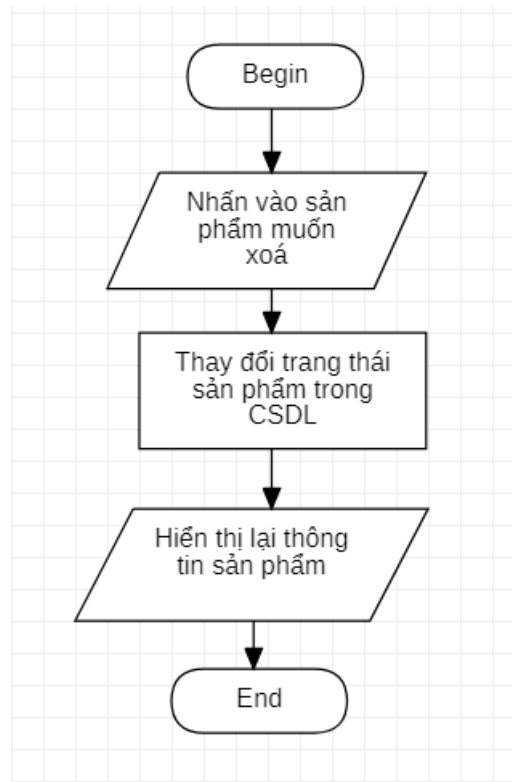 Begin
Nhấn vào sản
phẩm muốn
xoá
Thay đổi trang thái
sản phẩm trong
CSDL
Hiển thị lại thông
tin sản phẩm
End